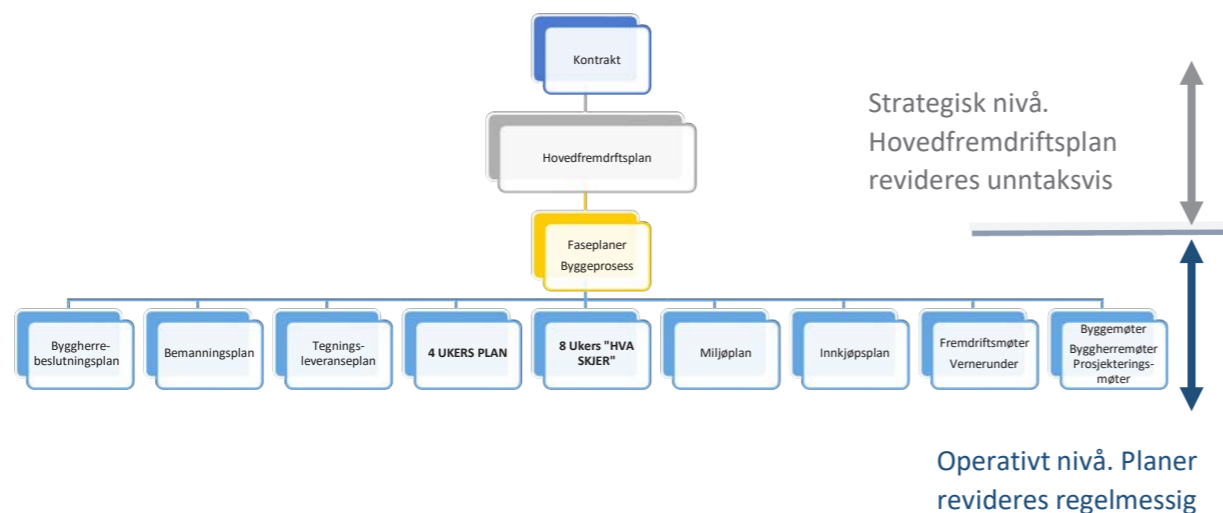 Kontrakt
Strategisk nivå.
Hovedfremdriftsplan
revideres unntaksvis
Hovedfremdrftsplan
Faseplaner
Byggeprosess
Byggherre-
beslutningsplan
Bemanningsplan
Tegnings-
leveranseplan
4 UKERS PLAN
8 Ukers "HVA
SKJER"
Miljøplan
Innkjøpsplan
Fremdriftsmøter
Vernerunder
Byggemøter
Byggherremøter
Prosjekterings-
møter
Operativt nivå. Planer
revideres regelmessig